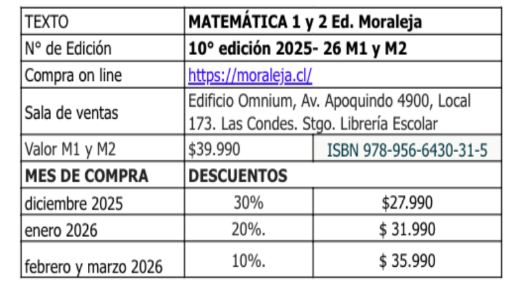 TEXTO MATEMÁTICA 1 y 2 Ed. Moraleja
N° de Edición 10° edición 2025- 26 M1 y M2
Compra on line https://moraleja.cl/
Sala de ventas Edificio Omnium, Av. Apoquindo 4900, Local
173. Las Condes. Stgo. Librería Escolar
Valor M1 y M2 $39.990 ISBN 978-956-6430-31-5
MES DE COMPRA DESCUENTOS
diciembre 2025 30% $27.990
enero 2026 20%. $ 31.990
febrero y marzo 2026 10%. $ 35.990